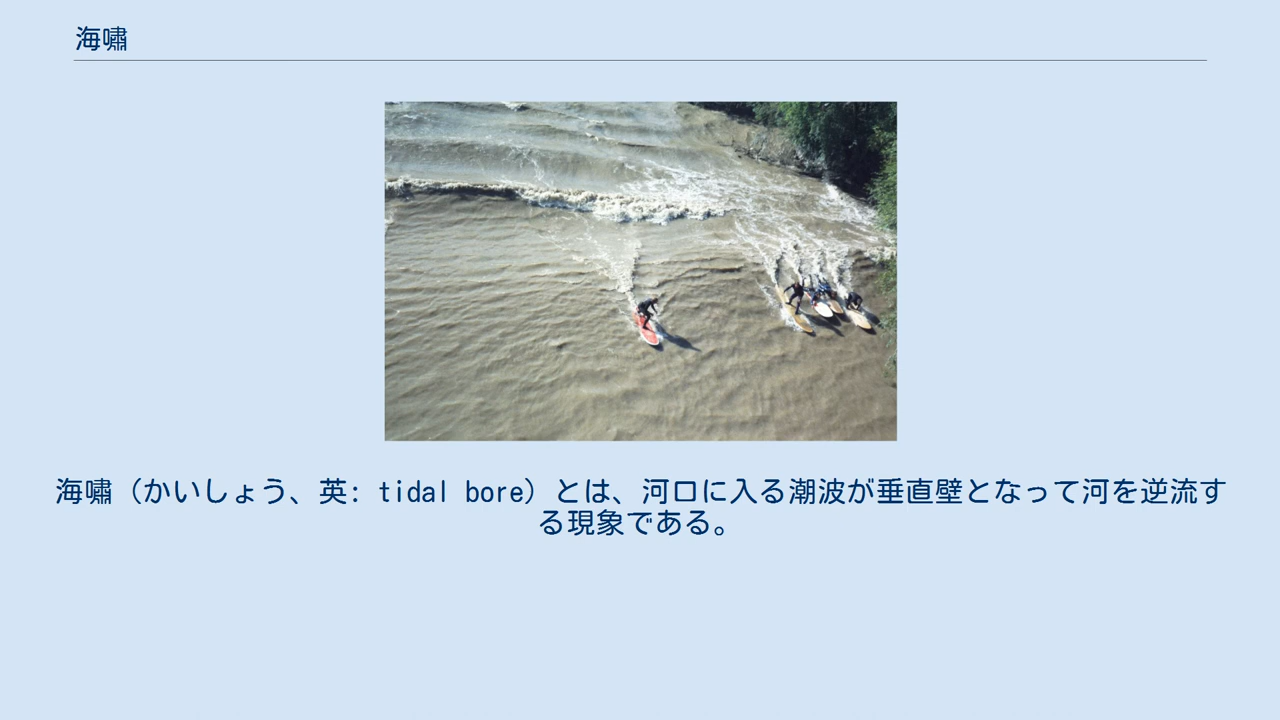 海嘯
海嘯（かいしょう、英: tidal bore）とは、河口に入る潮波が垂直壁となって河を逆流す
る現象である。